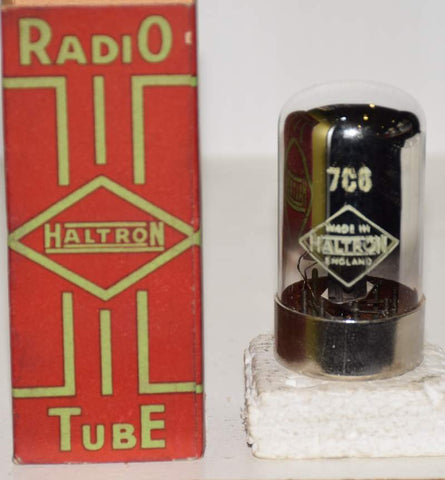 RADIO
HALTRON
TUBE
7C6
MADE IN
HALTRON
ENGLAND